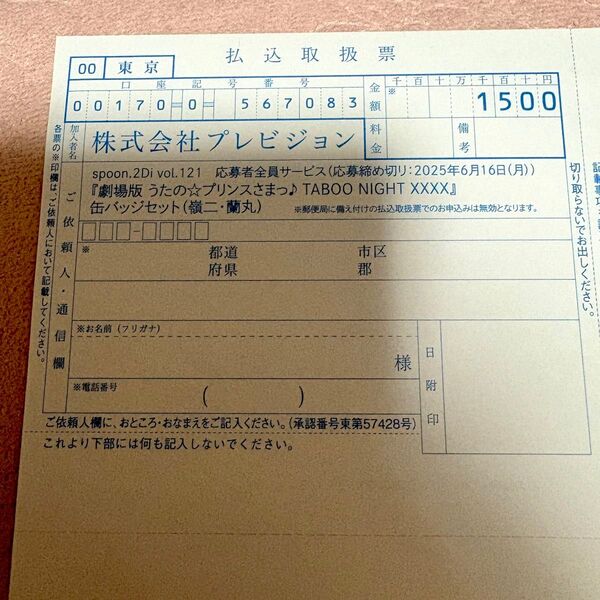 払込取扱票
00 東京
口座記号番号
千百十万千百十円
00170=0=567083
金額
※
1500
加入者名
株式会社プレビジョン
料金
備考
spoon.2Di vol.121 応募者全員サービス(応募締め切り:2025年6月16日(月))
『劇場版 うたの☆プリンスさまっ♪ TABOO NIGHT XXXX』
缶バッジセット(嶺二・蘭丸) ※郵便局に備え付けの払込取扱票でのお申込みは無効となります。
ご依頼人・通信欄
※
都道 市区
府県 郡
※お名前(フリガナ)
様
※電話番号
( )
日附印
ご依頼人欄に、おところ・おなまえをご記入ください。(承認番号東第57428号)
これより下部には何も記入しないでください。
各票の※印欄は、ご依頼人において記載してください。
切り取らないでお出しください。
記載事項